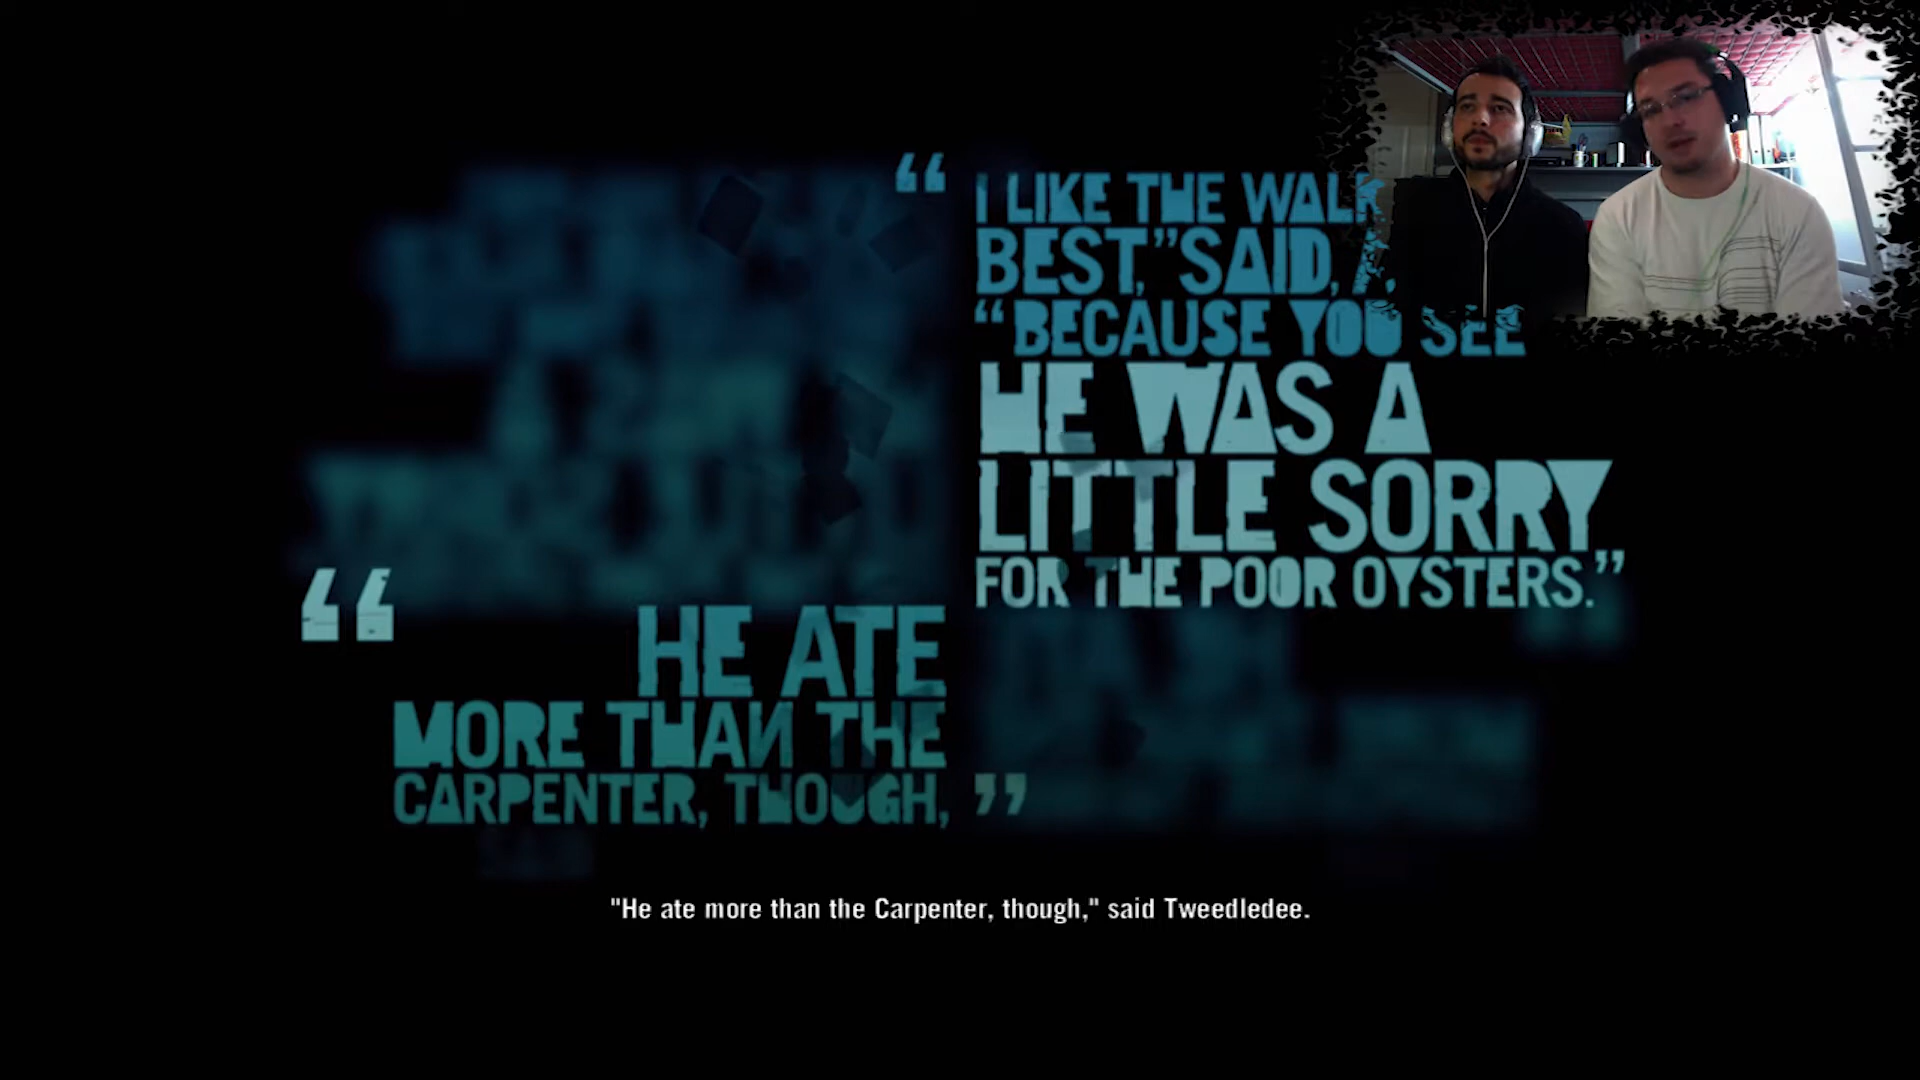 “ I LIKE THE WALR
BEST,” SAID,
“BECAUSE YOU SEE
HE WAS A
LITTLE SORRY
FOR THE POOR OYSTERS.”
“ HE ATE
MORE THAN THE
CARPENTER, THOUGH, ”
"He ate more than the Carpenter, though," said Tweedledee.